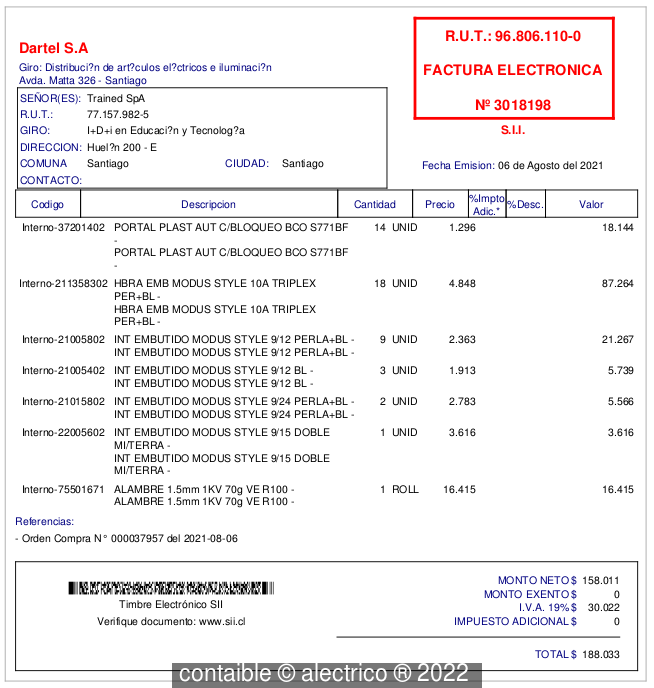 Dartel S.A
Giro: Distribuci?n de art?culos el?ctricos e iluminaci?n
Avda. Matta 326 - Santiago
R.U.T.: 96.806.110-0
FACTURA ELECTRONICA
Nº 3018198
S.I.I.
SEÑOR(ES): Trained SpA
R.U.T.: 77.157.982-5
GIRO: I+D+i en Educaci?n y Tecnolog?a
DIRECCION: Huel?n 200 - E
COMUNA Santiago CIUDAD: Santiago
CONTACTO:
Fecha Emision: 06 de Agosto del 2021
Codigo Descripcion Cantidad Precio %Impto Adic.* %Desc. Valor
Interno-37201402 PORTAL PLAST AUT C/BLOQUEO BCO S771BF 14 UNID 1.296 18.144
-
PORTAL PLAST AUT C/BLOQUEO BCO S771BF
-
Interno-211358302 HBRA EMB MODUS STYLE 10A TRIPLEX 18 UNID 4.848 87.264
PER+BL -
HBRA EMB MODUS STYLE 10A TRIPLEX
PER+BL -
Interno-21005802 INT EMBUTIDO MODUS STYLE 9/12 PERLA+BL - 9 UNID 2.363 21.267
INT EMBUTIDO MODUS STYLE 9/12 PERLA+BL -
Interno-21005402 INT EMBUTIDO MODUS STYLE 9/12 BL - 3 UNID 1.913 5.739
INT EMBUTIDO MODUS STYLE 9/12 BL -
Interno-21015802 INT EMBUTIDO MODUS STYLE 9/24 PERLA+BL - 2 UNID 2.783 5.566
INT EMBUTIDO MODUS STYLE 9/24 PERLA+BL -
Interno-22005602 INT EMBUTIDO MODUS STYLE 9/15 DOBLE 1 UNID 3.616 3.616
MI/TERRA -
INT EMBUTIDO MODUS STYLE 9/15 DOBLE
MI/TERRA -
Interno-75501671 ALAMBRE 1.5mm 1KV 70g VE R100 - 1 ROLL 16.415 16.415
ALAMBRE 1.5mm 1KV 70g VE R100 -
Referencias:
- Orden Compra N° 000037957 del 2021-08-06
Timbre Electrónico SII
Verifique documento: www.sii.cl
MONTO NETO $ 158.011
MONTO EXENTO $ 0
I.V.A. 19% $ 30.022
IMPUESTO ADICIONAL $ 0
TOTAL $ 188.033
contaible © alectrico ® 2022